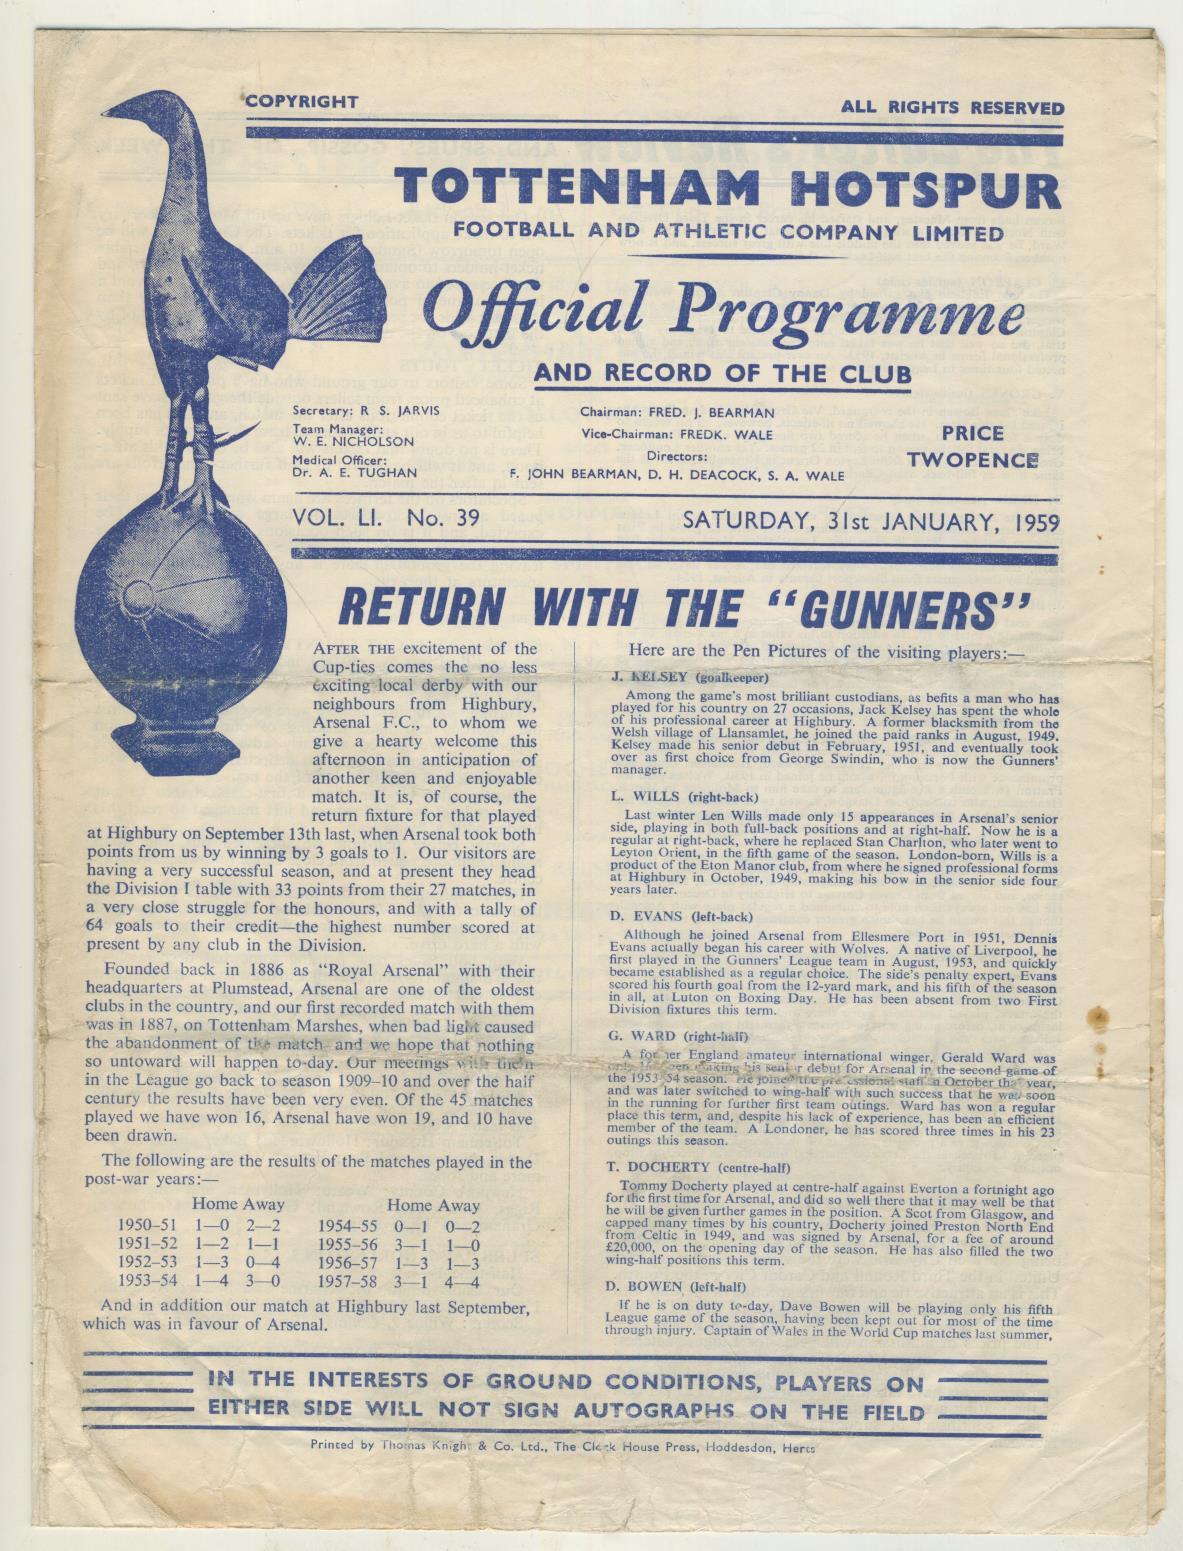 COPYRIGHT
ALL RIGHTS RESERVED
TOTTENHAM HOTSPUR
FOOTBALL AND ATHLETIC COMPANY LIMITED
Official Programme
AND RECORD OF THE CLUB
Secretary: R S. JARVIS
Team Manager:
W. E. NICHOLSON
Medical Officer:
Dr. A. E. TUGHAN
Chairman: FRED. J. BEARMAN
Vice-Chairman: FREDK. WALE
Directors:
F. JOHN BEARMAN, D. H. DEACOCK, S. A. WALE
PRICE
TWOPENCE
VOL. LI. No. 39
SATURDAY, 31st JANUARY, 1959
RETURN WITH THE "GUNNERS"
AFTER THE excitement of the
Cup-ties comes the no less
exciting local derby with our
neighbours from Highbury,
Arsenal F.C., to whom we
give a hearty welcome this
afternoon in anticipation of
another keen and enjoyable
match. It is, of course, the
return fixture for that played
at Highbury on September 13th last, when Arsenal took both
points from us by winning by 3 goals to 1. Our visitors are
having a very successful season, and at present they head
the Division I table with 33 points from their 27 matches, in
a very close struggle for the honours, and with a tally of
64 goals to their credit—the highest number scored at
present by any club in the Division.
Founded back in 1886 as "Royal Arsenal" with their
headquarters at Plumstead, Arsenal are one of the oldest
clubs in the country, and our first recorded match with them
was in 1887, on Tottenham Marshes, when bad light caused
the abandonment of the match and we hope that nothing
so untoward will happen to-day. Our meetings with them
in the League go back to season 1909–10 and over the half
century the results have been very even. Of the 45 matches
played we have won 16, Arsenal have won 19, and 10 have
been drawn.
The following are the results of the matches played in the
post-war years:—
Home Away Home Away
1950–51 1—0 2—2 1954–55 0—1 0—2
1951–52 1—2 1—1 1955–56 3—1 1—0
1952–53 1—3 0—4 1956–57 1—3 1—3
1953–54 1—4 3—0 1957–58 3—1 4—4
And in addition our match at Highbury last September,
which was in favour of Arsenal.
Here are the Pen Pictures of the visiting players:—
J. KELSEY (goalkeeper)
Among the game's most brilliant custodians, as befits a man who has
played for his country on 27 occasions, Jack Kelsey has spent the whole
of his professional career at Highbury. A former blacksmith from the
Welsh village of Llansamlet, he joined the paid ranks in August, 1949.
Kelsey made his senior debut in February, 1951, and eventually took
over as first choice from George Swindin, who is now the Gunners'
manager.
L. WILLS (right-back)
Last winter Len Wills made only 15 appearances in Arsenal's senior
side, playing in both full-back positions and at right-half. Now he is a
regular at right-back, where he replaced Stan Charlton, who later went to
Leyton Orient, in the fifth game of the season. London-born, Wills is a
product of the Eton Manor club, from where he signed professional forms
at Highbury in October, 1949, making his bow in the senior side four
years later.
D. EVANS (left-back)
Although he joined Arsenal from Ellesmere Port in 1951, Dennis
Evans actually began his career with Wolves. A native of Liverpool, he
first played in the Gunners' League team in August, 1953, and quickly
became established as a regular choice. The side's penalty expert, Evans
scored his fourth goal from the 12-yard mark, and his fifth of the season
in all, at Luton on Boxing Day. He has been absent from two First
Division fixtures this term.
G. WARD (right-half)
A former England amateur international winger, Gerald Ward was
only making his senior debut for Arsenal in the second game of
the 1953–54 season. He joined the professional staff in October that year,
and was later switched to wing-half with such success that he was soon
in the running for further first team outings. Ward has won a regular
place this term, and, despite his lack of experience, has been an efficient
member of the team. A Londoner, he has scored three times in his 23
outings this season.
T. DOCHERTY (centre-half)
Tommy Docherty played at centre-half against Everton a fortnight ago
for the first time for Arsenal, and did so well there that it may well be that
he will be given further games in the position. A Scot from Glasgow, and
capped many times by his country, Docherty joined Preston North End
from Celtic in 1949, and was signed by Arsenal, for a fee of around
£20,000, on the opening day of the season. He has also filled the two
wing-half positions this term.
D. BOWEN (left-half)
If he is on duty to-day, Dave Bowen will be playing only his fifth
League game of the season, having been kept out for most of the time
through injury. Captain of Wales in the World Cup matches last summer,
IN THE INTERESTS OF GROUND CONDITIONS, PLAYERS ON
EITHER SIDE WILL NOT SIGN AUTOGRAPHS ON THE FIELD
Printed by Thomas Knight & Co. Ltd., The Clock House Press, Hoddesdon, Herts